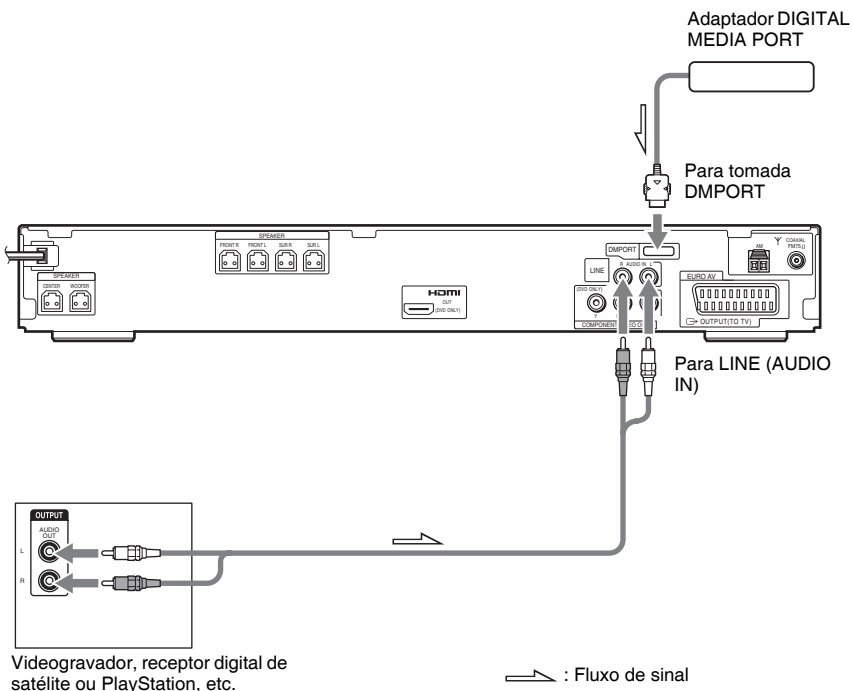 Adaptador DIGITAL
MEDIA PORT
Para tomada
DMPORT
SPEAKER
FRONT R FRONT L SUR R SUR L
SPEAKER
CENTER WOOFER
HDMI
OUT
(DVD ONLY)
DMPORT
R AUDIO IN L
LINE
(DVD ONLY)
Y
COMPONENT
EURO AV
OUTPUT(TO TV)
AM
COAXIAL
FM75Ω
Para LINE (AUDIO
IN)
OUTPUT
AUDIO
OUT
L
R
Videogravador, receptor digital de
satélite ou PlayStation, etc.
: Fluxo de sinal